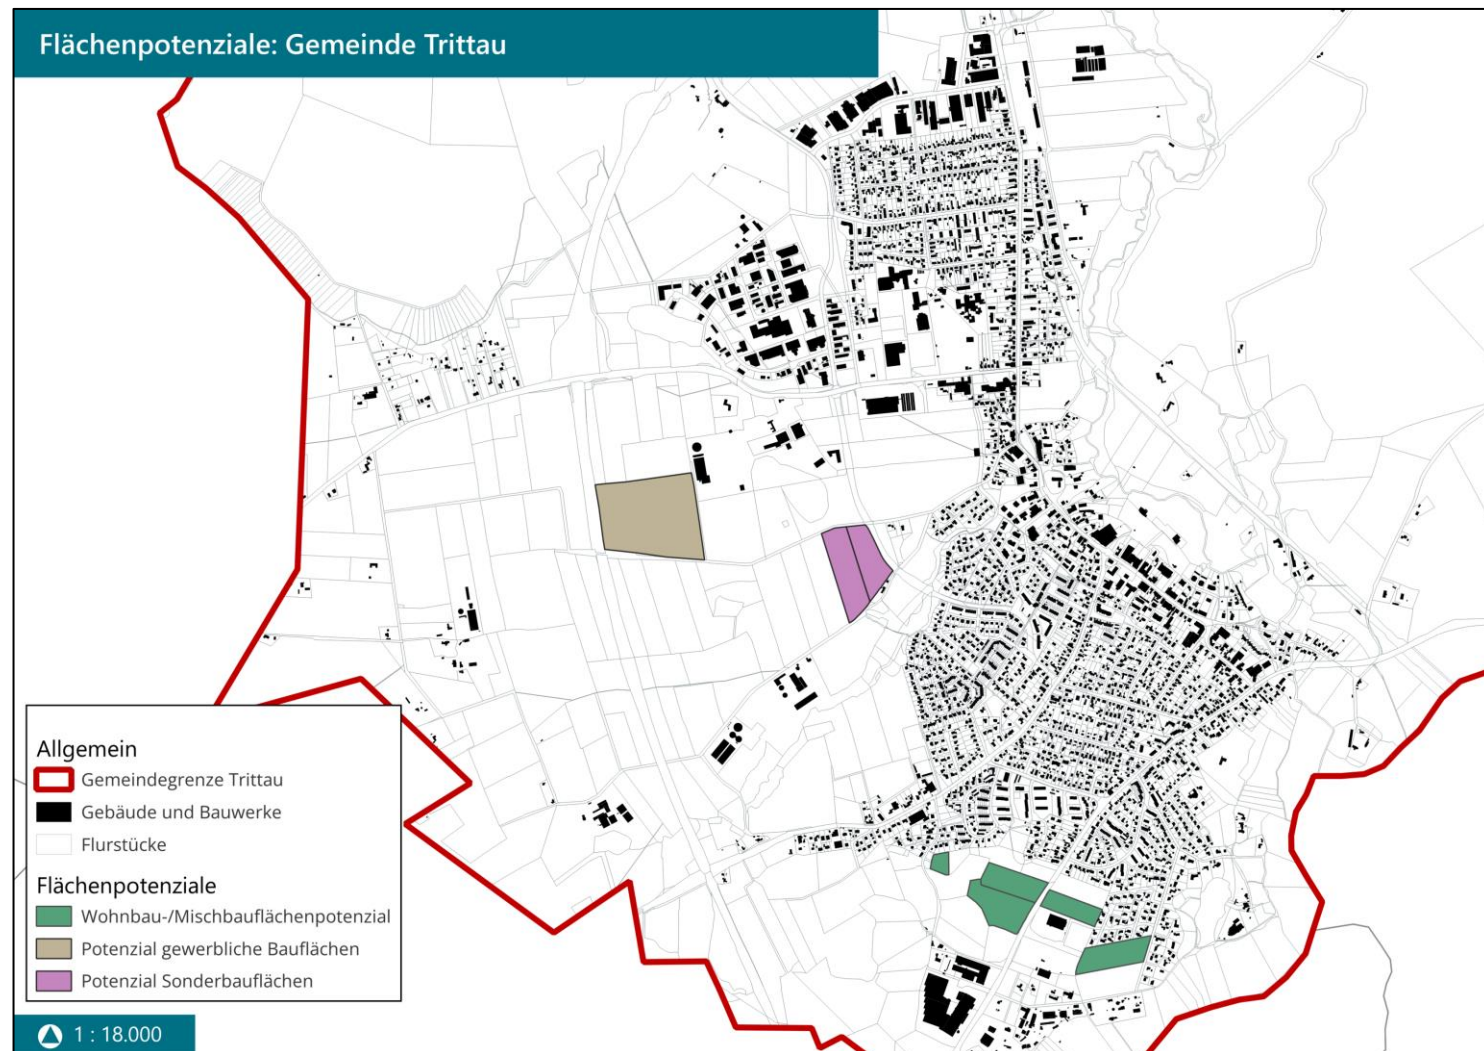 Flächenpotenziale: Gemeinde Trittau
Allgemein
Gemeindegrenze Trittau
Gebäude und Bauwerke
Flurstücke
Flächenpotenziale
Wohnbau-/Mischbauflächenpotenzial
Potenzial gewerbliche Bauflächen
Potenzial Sonderbauflächen
1 : 18.000